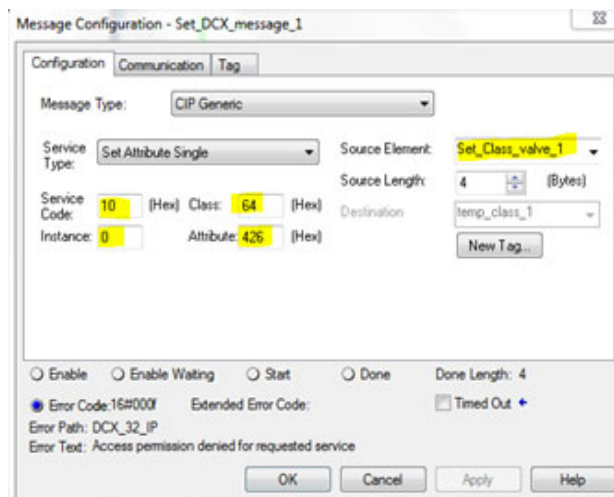 Message Configuration - Set_DCX_message_1
Configuration Communication Tag
Message Type: CIP Generic
Service Type: Set Attribute Single Source Element: Set_Class_valve_1
Source Length: 4 (Bytes)
Service Code: 10 (Hex) Class: 64 (Hex) Destination temp_class_1
Instance: 0 Attribute: 426 (Hex) New Tag...
Enable Enable Waiting Start Done Done Length: 4
Error Code: 16#000f Extended Error Code: Timed Out
Error Path: DCX_32_IP
Error Text: Access permission denied for requested service
OK Cancel Apply Help